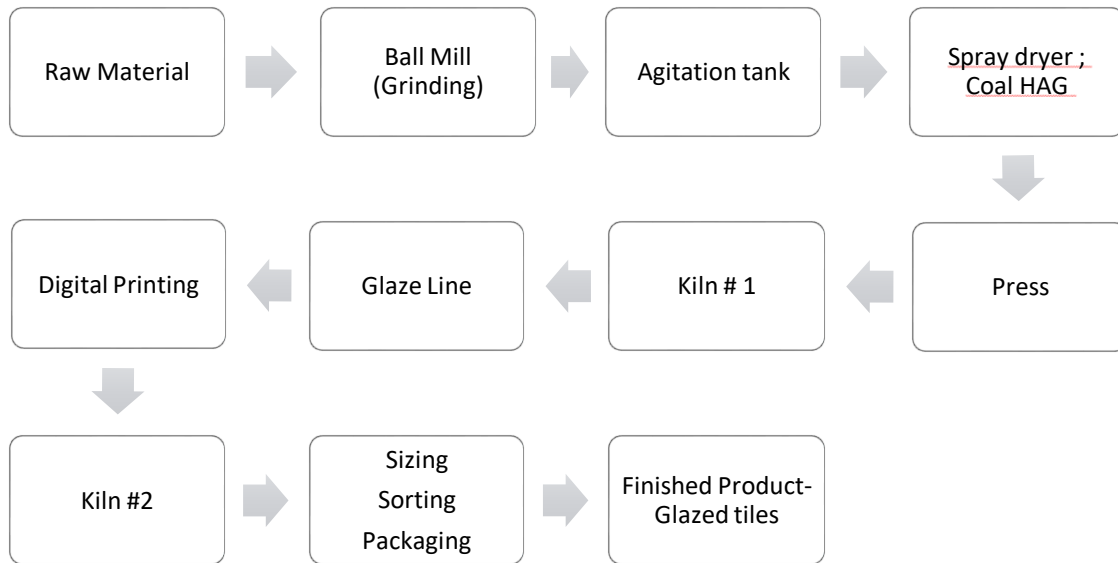 Raw Material
Ball Mill
(Grinding)
Agitation tank
Spray dryer ;
Coal HAG
Press
Kiln # 1
Glaze Line
Digital Printing
Kiln #2
Sizing
Sorting
Packaging
Finished Product-
Glazed tiles